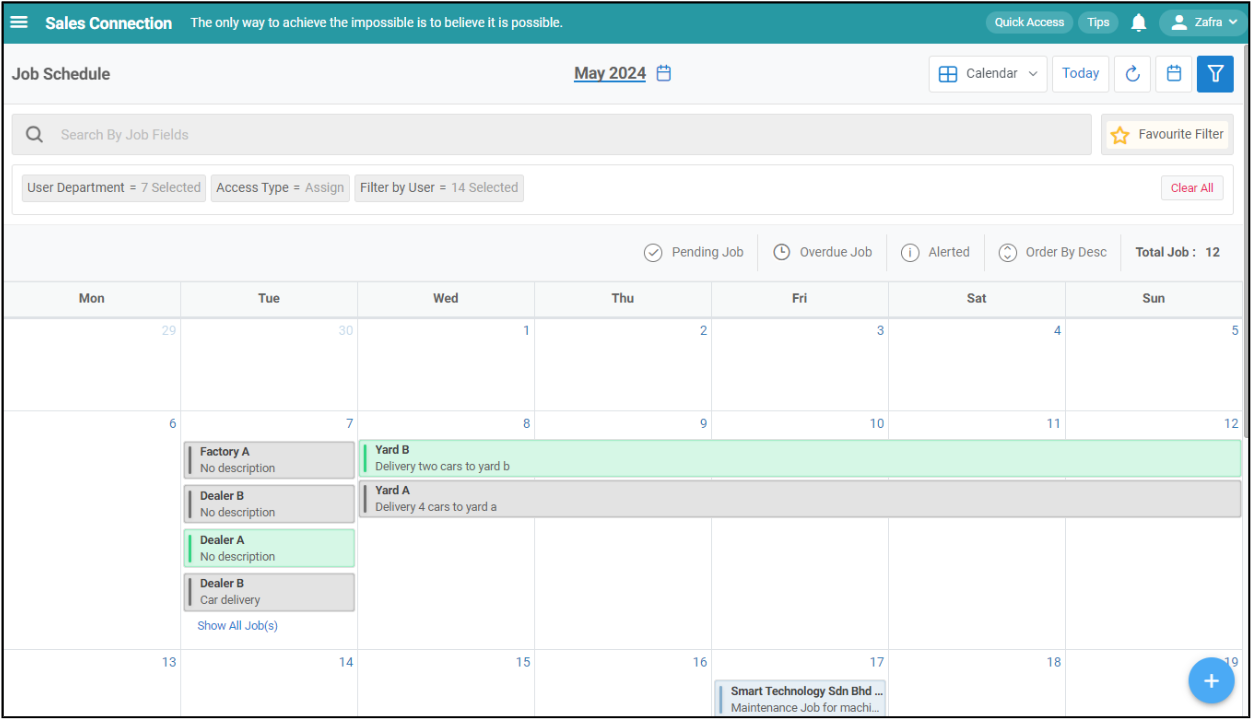 Sales Connection The only way to achieve the impossible is to believe it is possible. Quick Access Tips Zafra
Job Schedule May 2024 Calendar Today
Search By Job Fields Favourite Filter
User Department = 7 Selected Access Type = Assign Filter by User = 14 Selected Clear All
Pending Job Overdue Job Alerted Order By Desc Total Job : 12
Mon Tue Wed Thu Fri Sat Sun
29 30 1 2 3 4 5
6 7 8 9 10 11 12
Factory A
No description
Dealer B
No description
Dealer A
No description
Dealer B
Car delivery
Show All Job(s)
Yard B
Delivery two cars to yard b
Yard A
Delivery 4 cars to yard a
13 14 15 16 17 18 19
Smart Technology Sdn Bhd ...
Maintenance Job for machi...